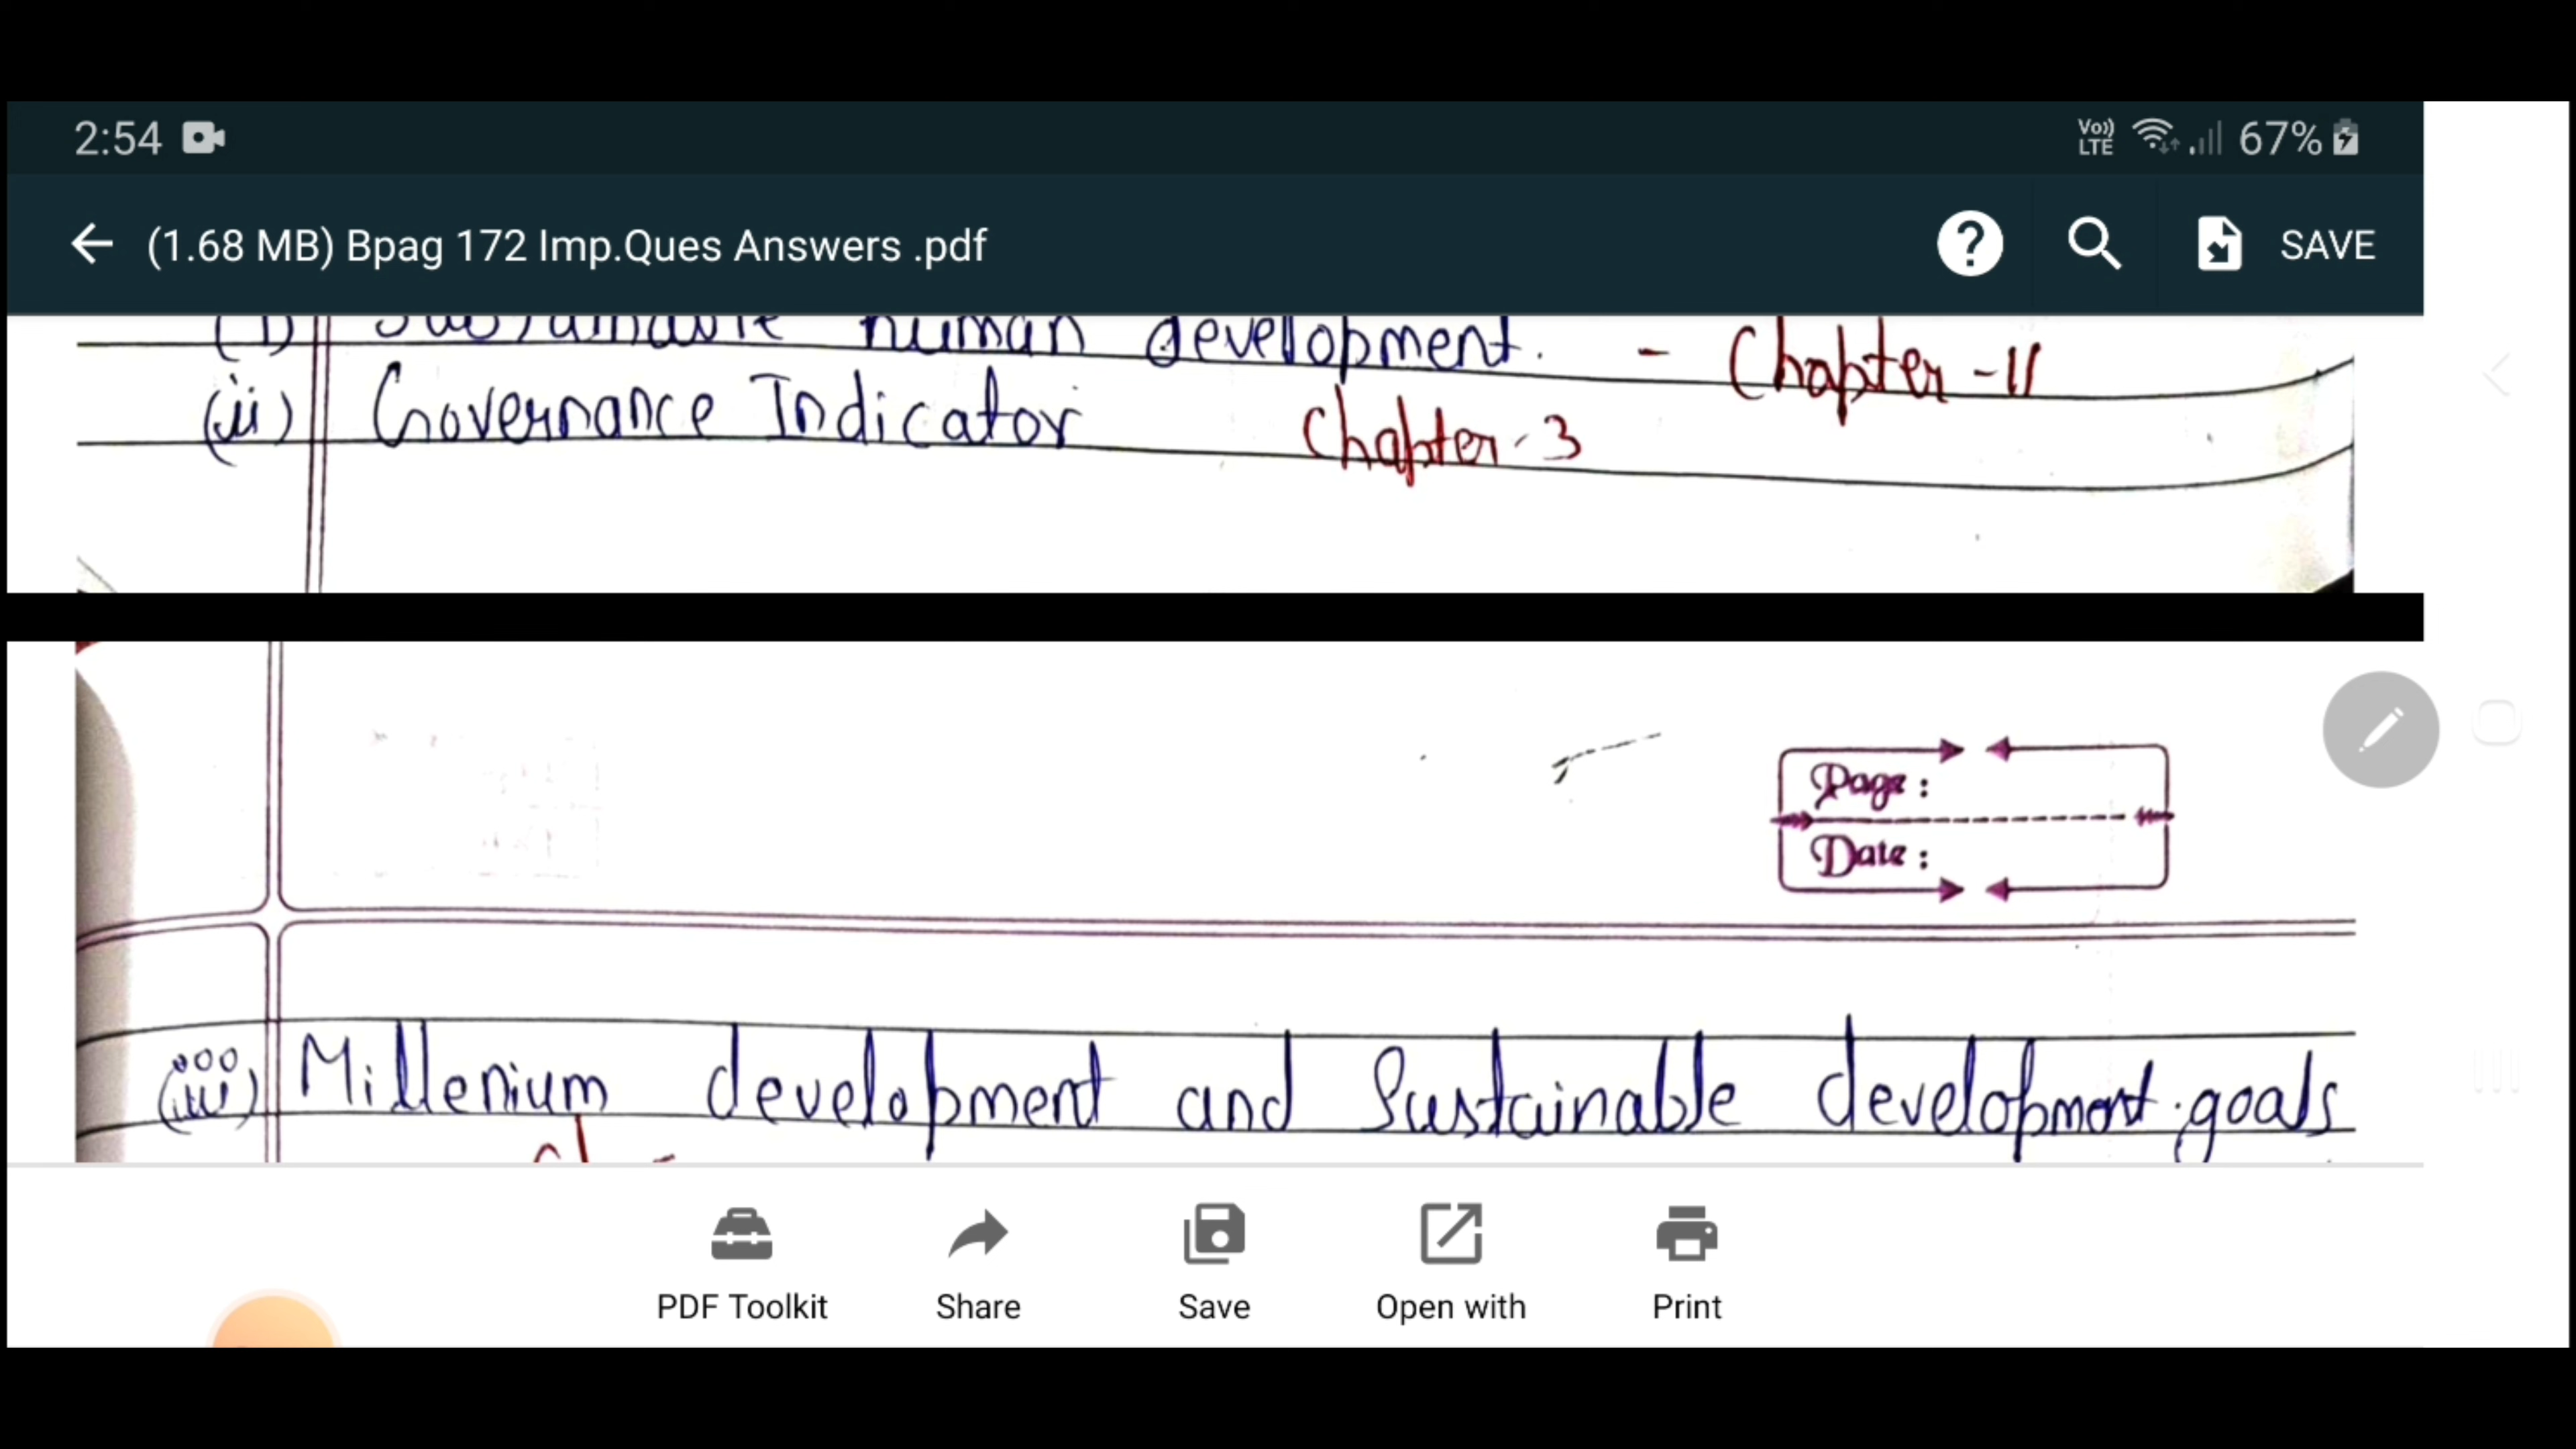 2:54
Vo)) LTE 67%
(1.68 MB) Bpag 172 Imp.Ques Answers .pdf
SAVE
(i) Sustainable human development. - Chapter -11
(ii) Governance Indicator Chapter-3
Page :
Date :
(iii) Millenium development and Sustainable development goals
PDF Toolkit
Share
Save
Open with
Print